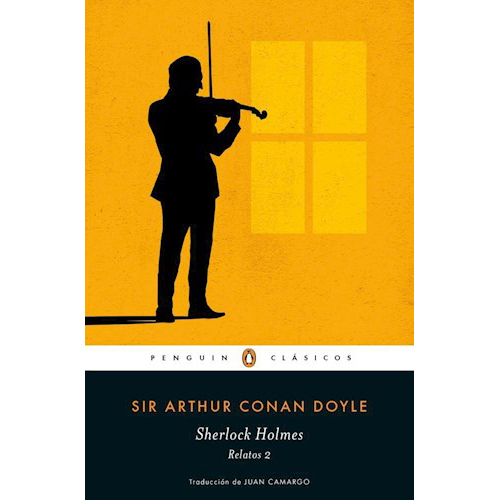 PENGUIN CLÁSICOS
SIR ARTHUR CONAN DOYLE
Sherlock Holmes
Relatos 2
Traducción de JUAN CAMARGO